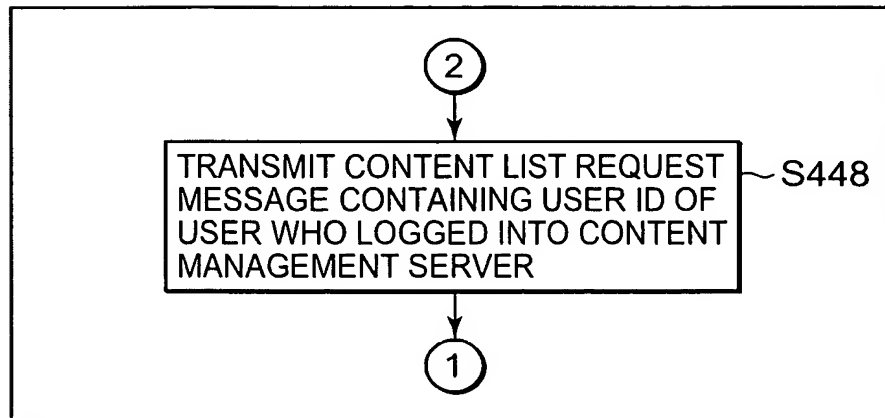 2
TRANSMIT CONTENT LIST REQUEST
MESSAGE CONTAINING USER ID OF
USER WHO LOGGED INTO CONTENT
MANAGEMENT SERVER
S448
1